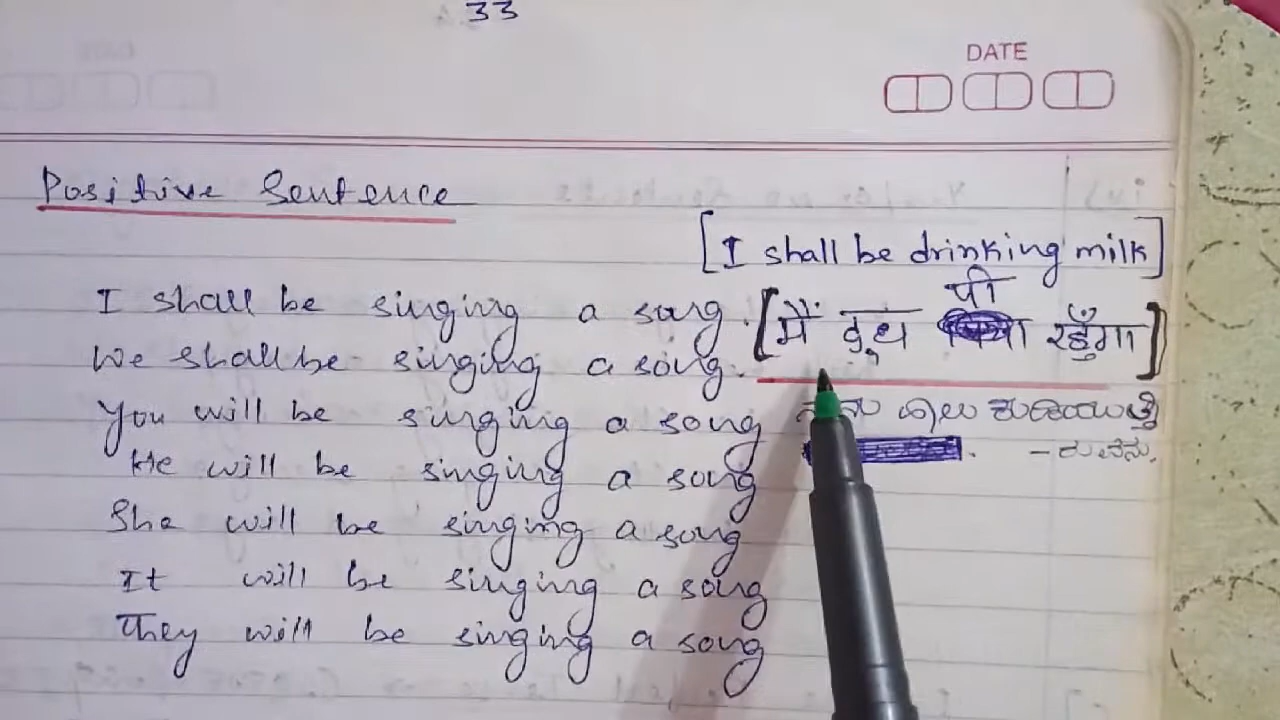 33
DATE
Positive Sentence
[I shall be drinking milk]
I shall be singing a song. [मैं दूध पी रहुँगा]
We shall be singing a song.
You will be singing a song ನಾನು ಹಾಲು ಕುಡಿಯುತ್ತಿ
He will be singing a song - ರುವೆನು.
She will be singing a song
It will be singing a song
They will be singing a song